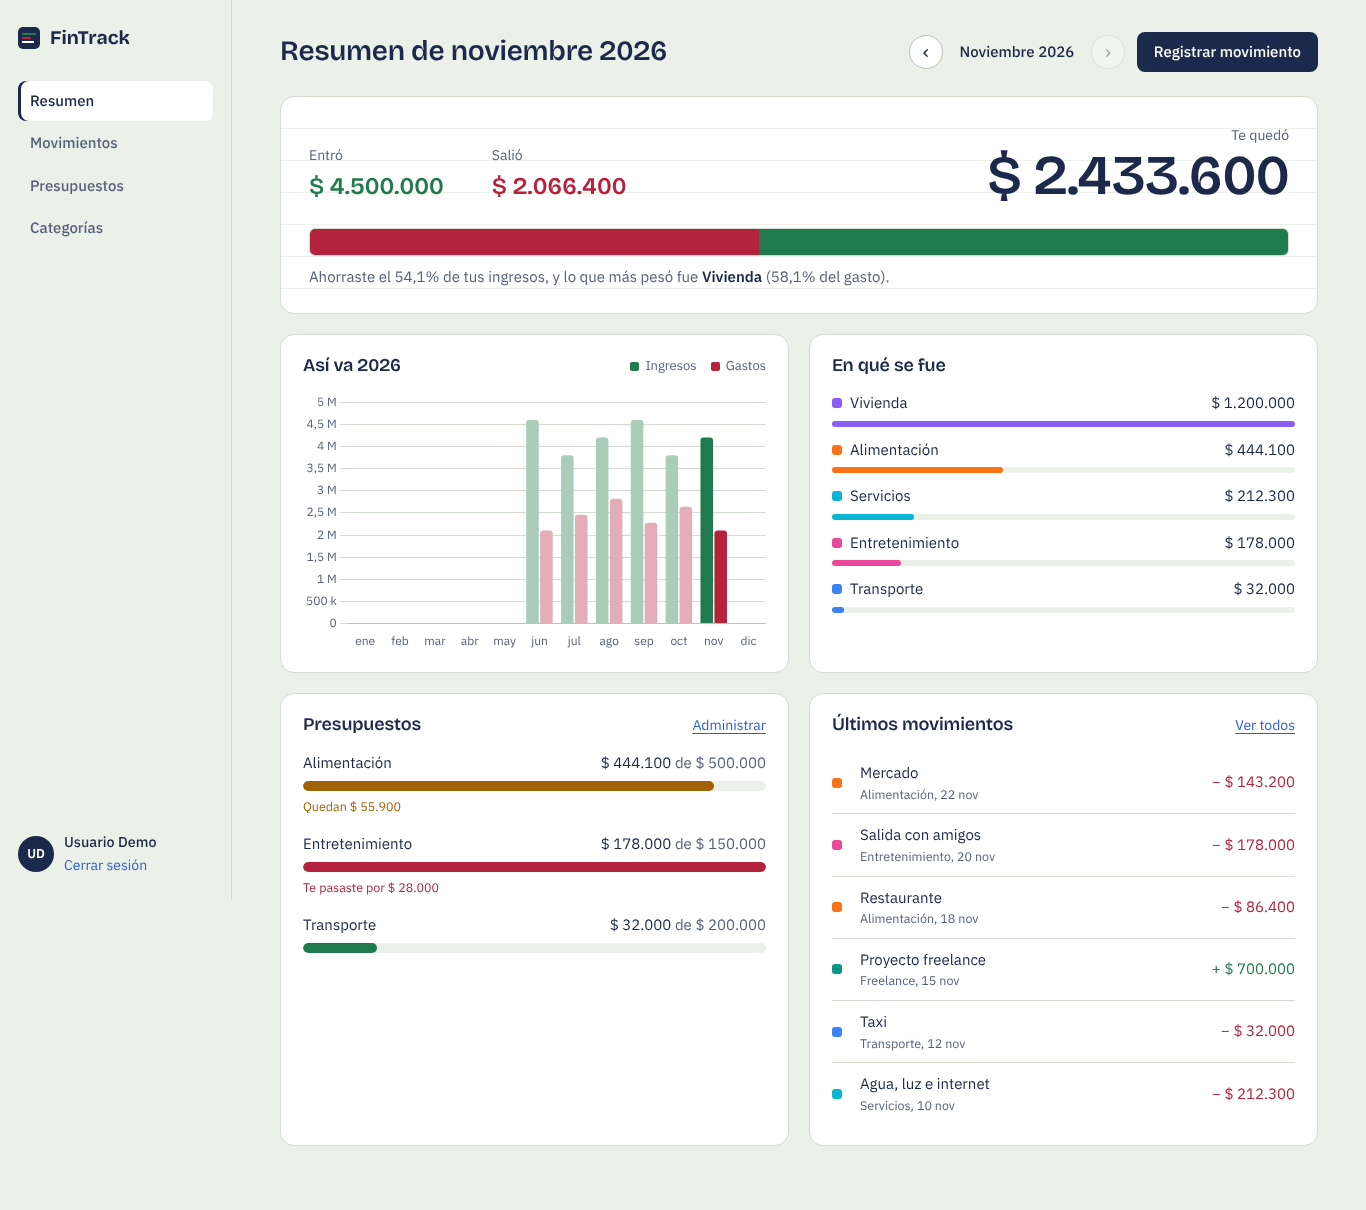 FinTrack
Resumen
Movimientos
Presupuestos
Categorías
UD
Usuario Demo
Cerrar sesión
Resumen de noviembre 2026
Noviembre 2026
Registrar movimiento
Entró
$ 4.500.000
Salió
$ 2.066.400
Te quedó
$ 2.433.600
Ahorraste el 54,1% de tus ingresos, y lo que más pesó fue Vivienda (58,1% del gasto).
Así va 2026
Ingresos Gastos
5 M
4,5 M
4 M
3,5 M
3 M
2,5 M
2 M
1,5 M
1 M
500 k
0
ene feb mar abr may jun jul ago sep oct nov dic
En qué se fue
Vivienda $ 1.200.000
Alimentación $ 444.100
Servicios $ 212.300
Entretenimiento $ 178.000
Transporte $ 32.000
Presupuestos Administrar
Alimentación $ 444.100 de $ 500.000
Quedan $ 55.900
Entretenimiento $ 178.000 de $ 150.000
Te pasaste por $ 28.000
Transporte $ 32.000 de $ 200.000
Últimos movimientos Ver todos
Mercado − $ 143.200
Alimentación, 22 nov
Salida con amigos − $ 178.000
Entretenimiento, 20 nov
Restaurante − $ 86.400
Alimentación, 18 nov
Proyecto freelance + $ 700.000
Freelance, 15 nov
Taxi − $ 32.000
Transporte, 12 nov
Agua, luz e internet − $ 212.300
Servicios, 10 nov